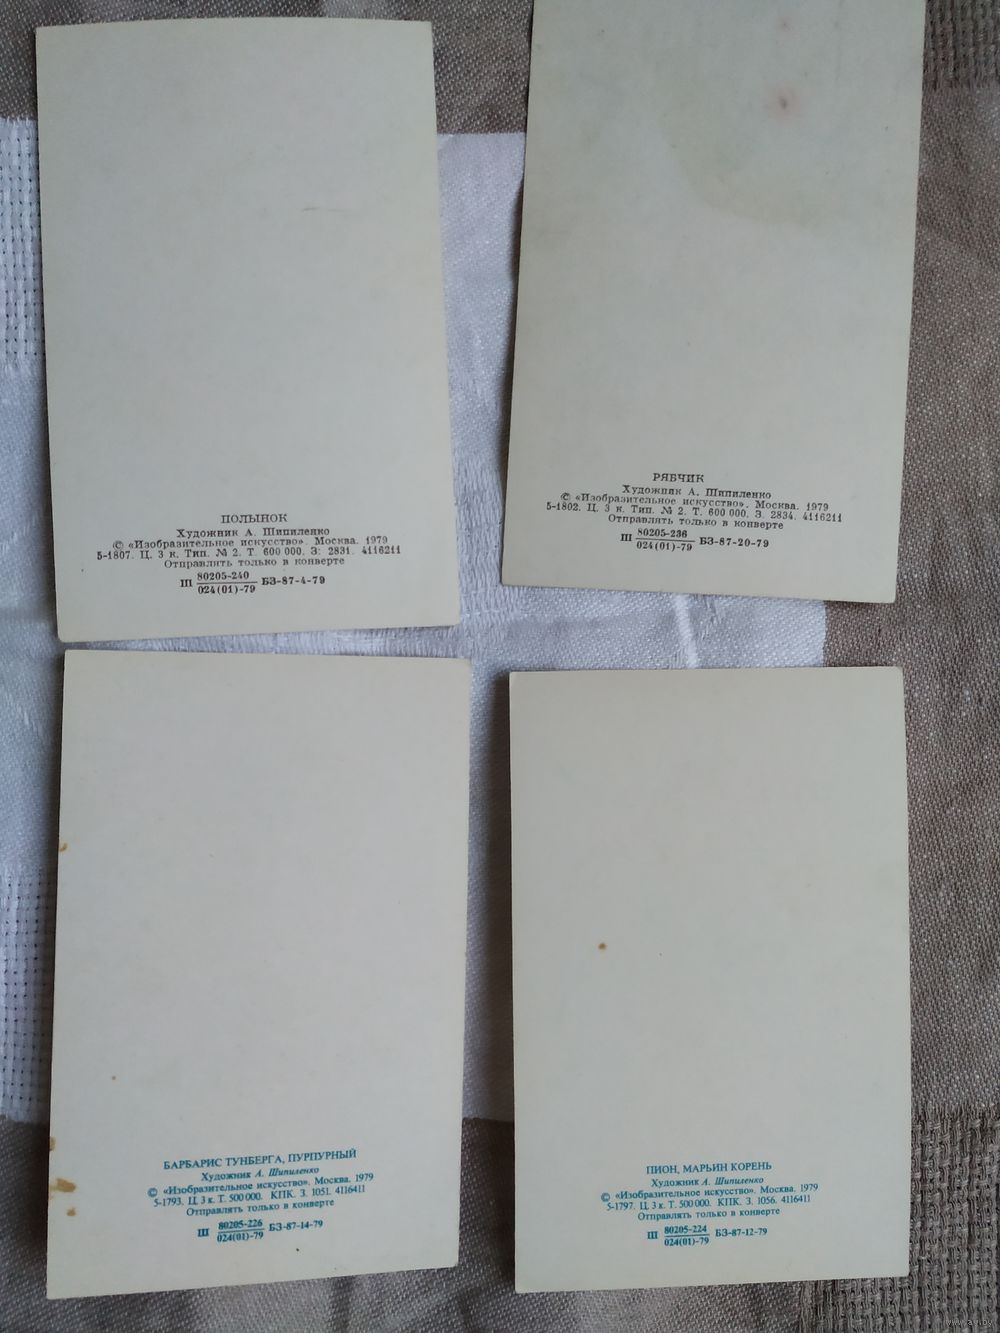 ПОЛЫНОК
Художник А. Шипиленко
© «Изобразительное искусство». Москва. 1979
5-1807. Ц. 3 к. Тип. № 2. Т. 600 000. З: 2831. 4116211
Отправлять только в конверте
Ш 80205-240 БЗ-87-4-79
024(01)-79
РЯБЧИК
Художник А. Шипиленко
© «Изобразительное искусство». Москва. 1979
5-1802. Ц. 3 к. Тип. № 2. Т. 600 000. З. 2834. 4116211
Отправлять только в конверте
Ш 80205-236 БЗ-87-20-79
024(01)-79
БАРБАРИС ТУНБЕРГА, ПУРПУРНЫЙ
Художник А. Шипиленко
© «Изобразительное искусство». Москва. 1979
5-1793. Ц. 3 к. Т. 500 000. КПК. З. 1051. 4116411
Отправлять только в конверте
Ш 80205-226 БЗ-87-14-79
024(01)-79
ПИОН, МАРЬИН КОРЕНЬ
Художник А. Шипиленко
© «Изобразительное искусство». Москва. 1979
5-1797. Ц. 3 к. Т. 500 000. КПК. З. 1056. 4116411
Отправлять только в конверте
Ш 80205-224 БЗ-87-12-79
024(01)-79
www.ay.by